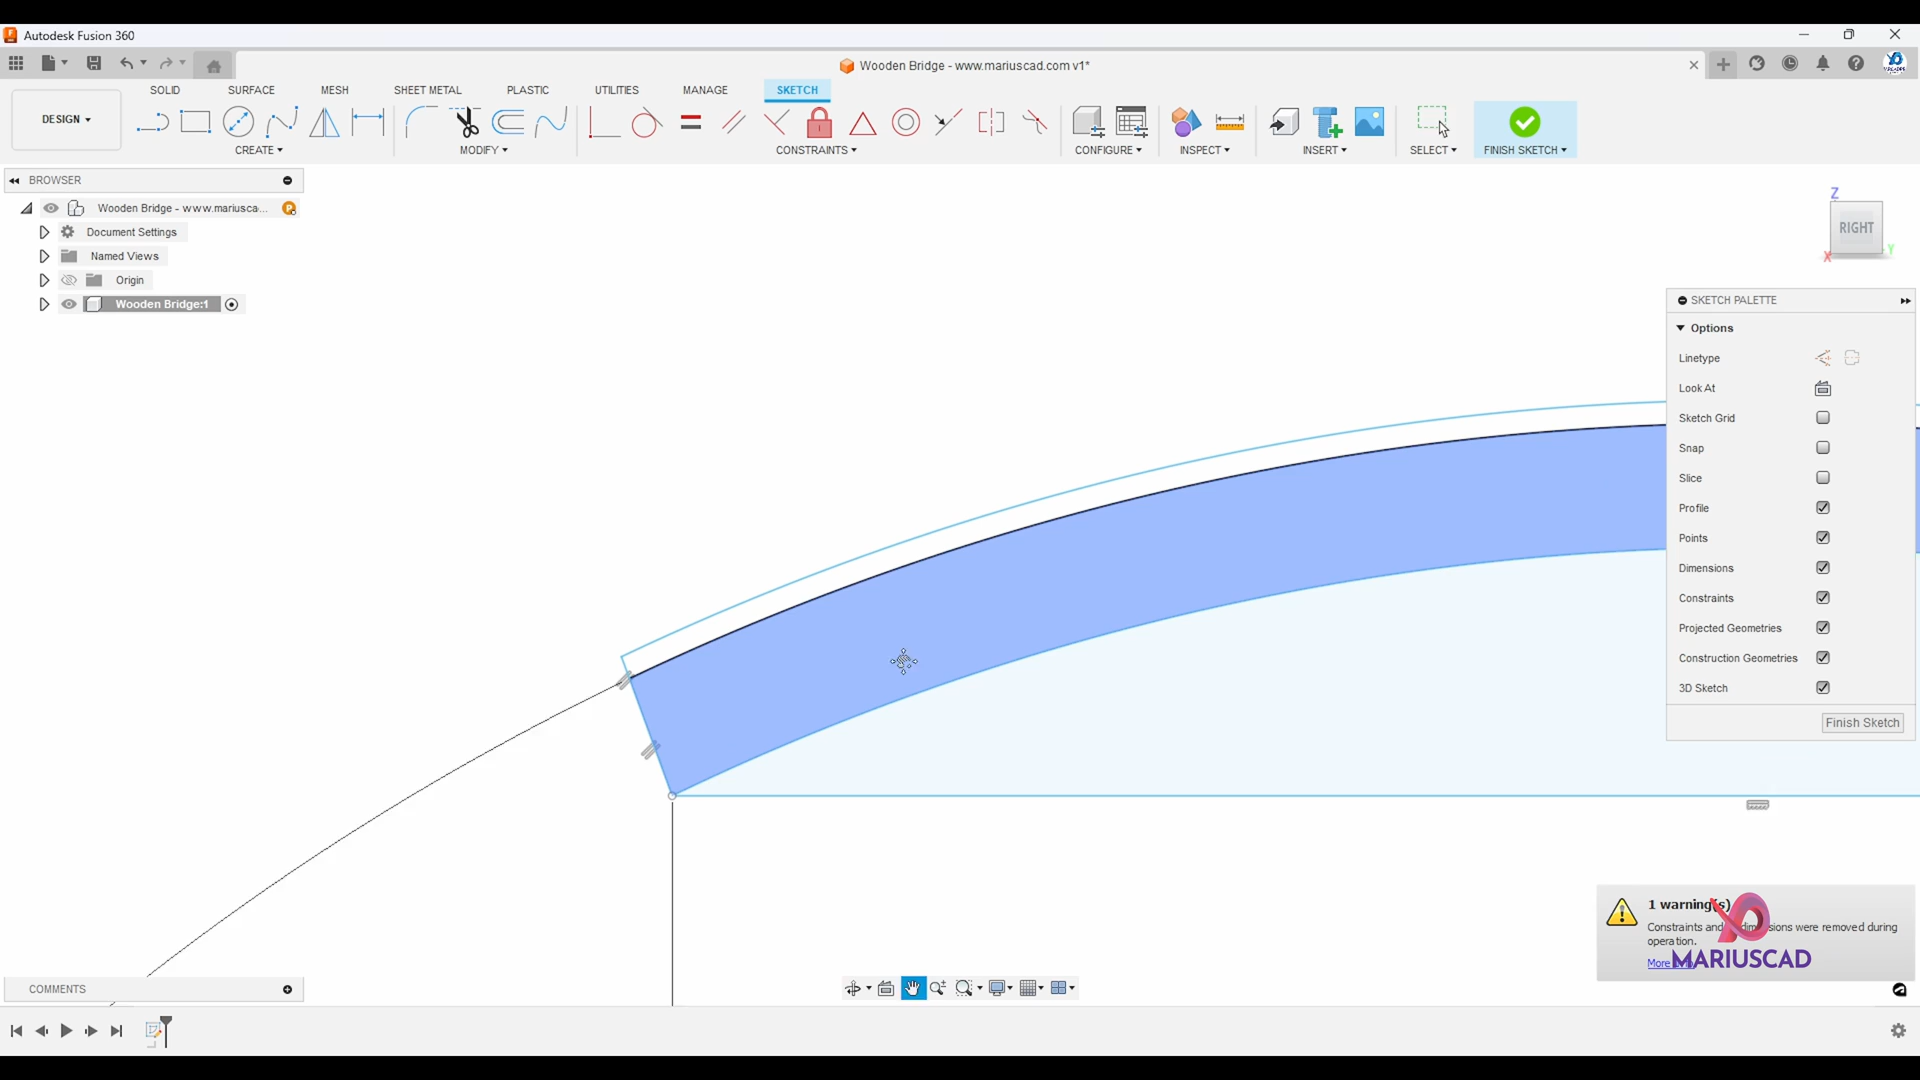 Autodesk Fusion 360
Wooden Bridge - www.mariuscad.com v1*
SOLID
SURFACE
MESH
SHEET METAL
PLASTIC
UTILITIES
MANAGE
SKETCH
DESIGN
CREATE
MODIFY
CONSTRAINTS
CONFIGURE
INSPECT
INSERT
SELECT
FINISH SKETCH
BROWSER
Wooden Bridge - www.mariusca...
Document Settings
Named Views
Origin
Wooden Bridge:1
Z
RIGHT
X
Y
SKETCH PALETTE
Options
Linetype
Look At
Sketch Grid
Snap
Slice
Profile
Points
Dimensions
Constraints
Projected Geometries
Construction Geometries
3D Sketch
Finish Sketch
1 warning(s)
Constraints and were removed during
operation.
More
MARIUSCAD
COMMENTS